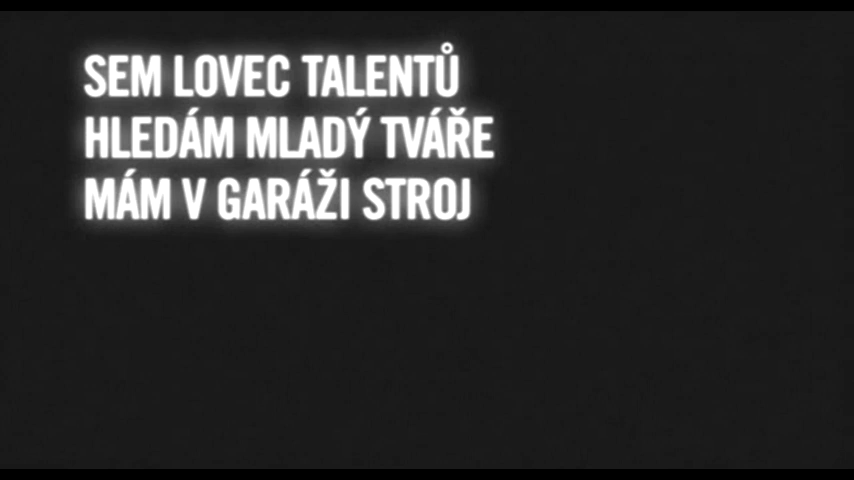 SEM LOVEC TALENTŮ
HLEDÁM MLADÝ TVÁŘE
MÁM V GARÁŽI STROJ